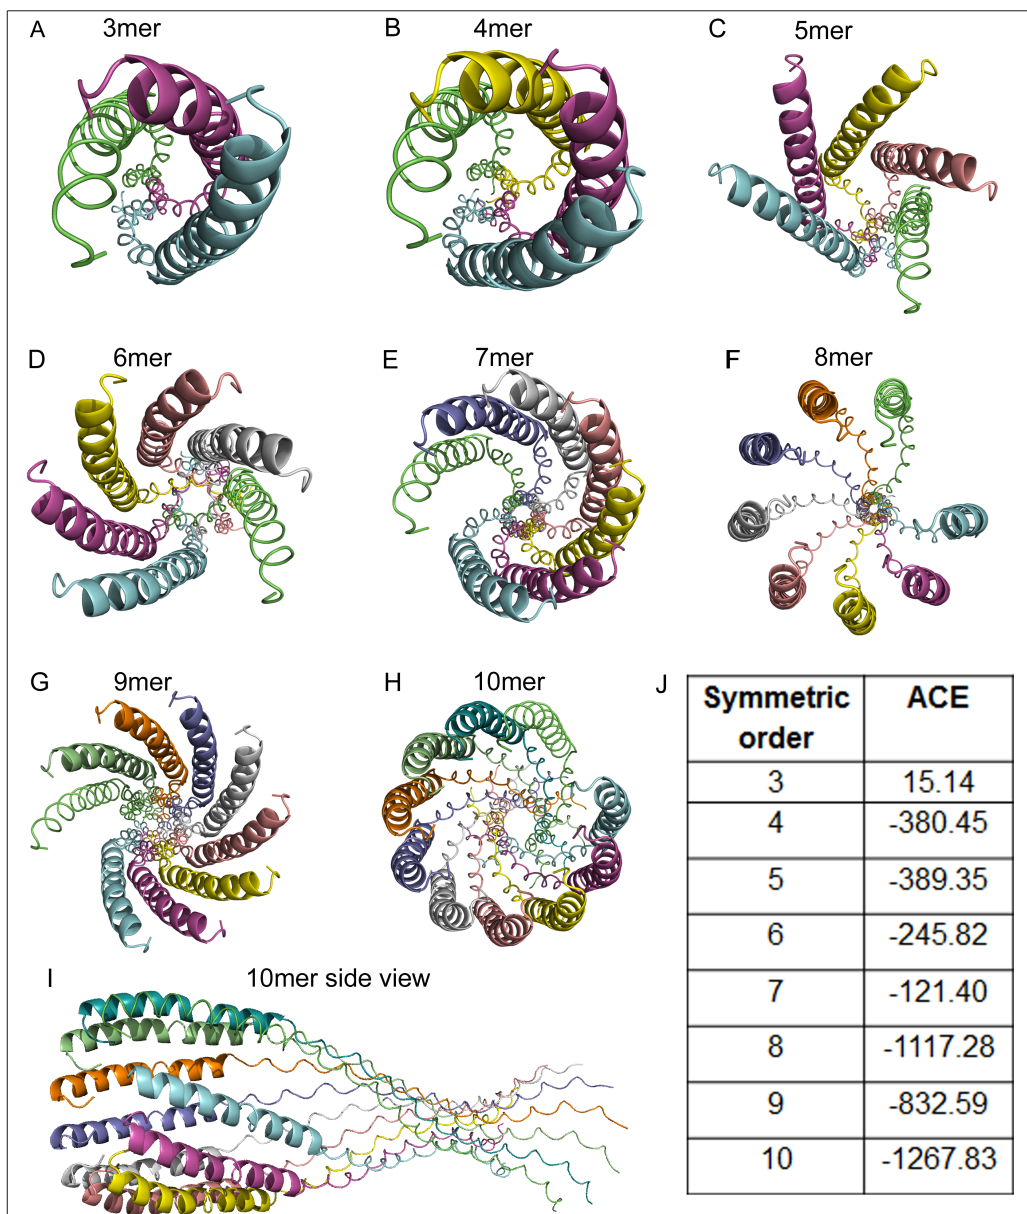 A 3mer
B 4mer
C 5mer
D 6mer
E 7mer
F 8mer
G 9mer
H 10mer
I 10mer side view
J
Symmetric order ACE
3 15.14
4 -380.45
5 -389.35
6 -245.82
7 -121.40
8 -1117.28
9 -832.59
10 -1267.83